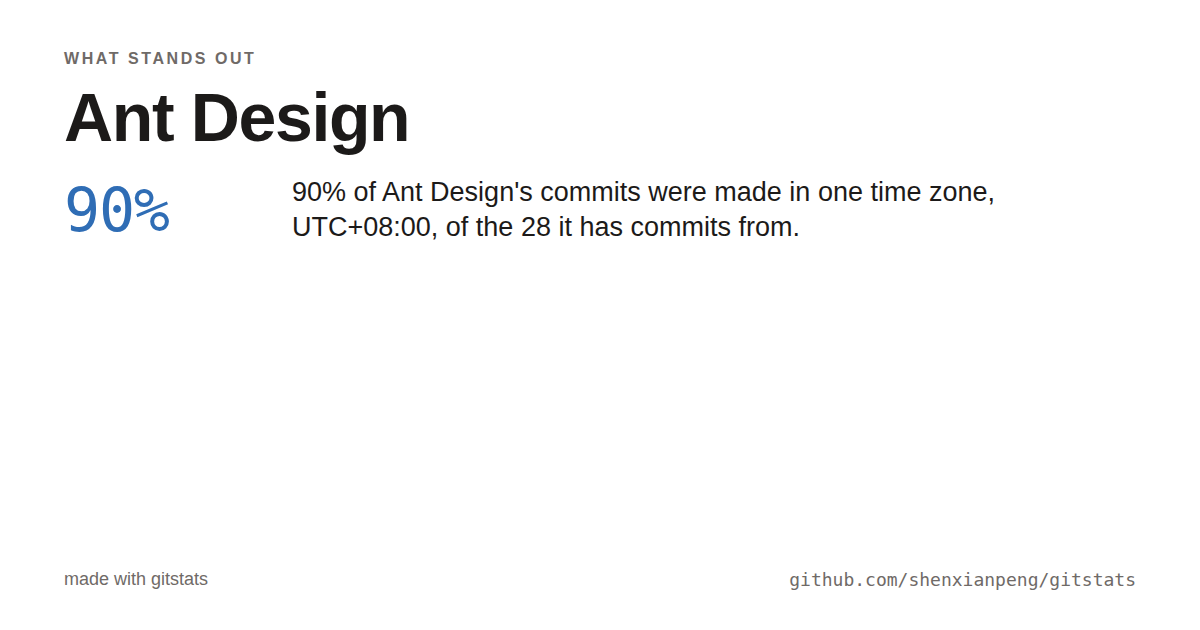 WHAT STANDS OUT
Ant Design
90%
90% of Ant Design's commits were made in one time zone,
UTC+08:00, of the 28 it has commits from.
made with gitstats
github.com/shenxianpeng/gitstats